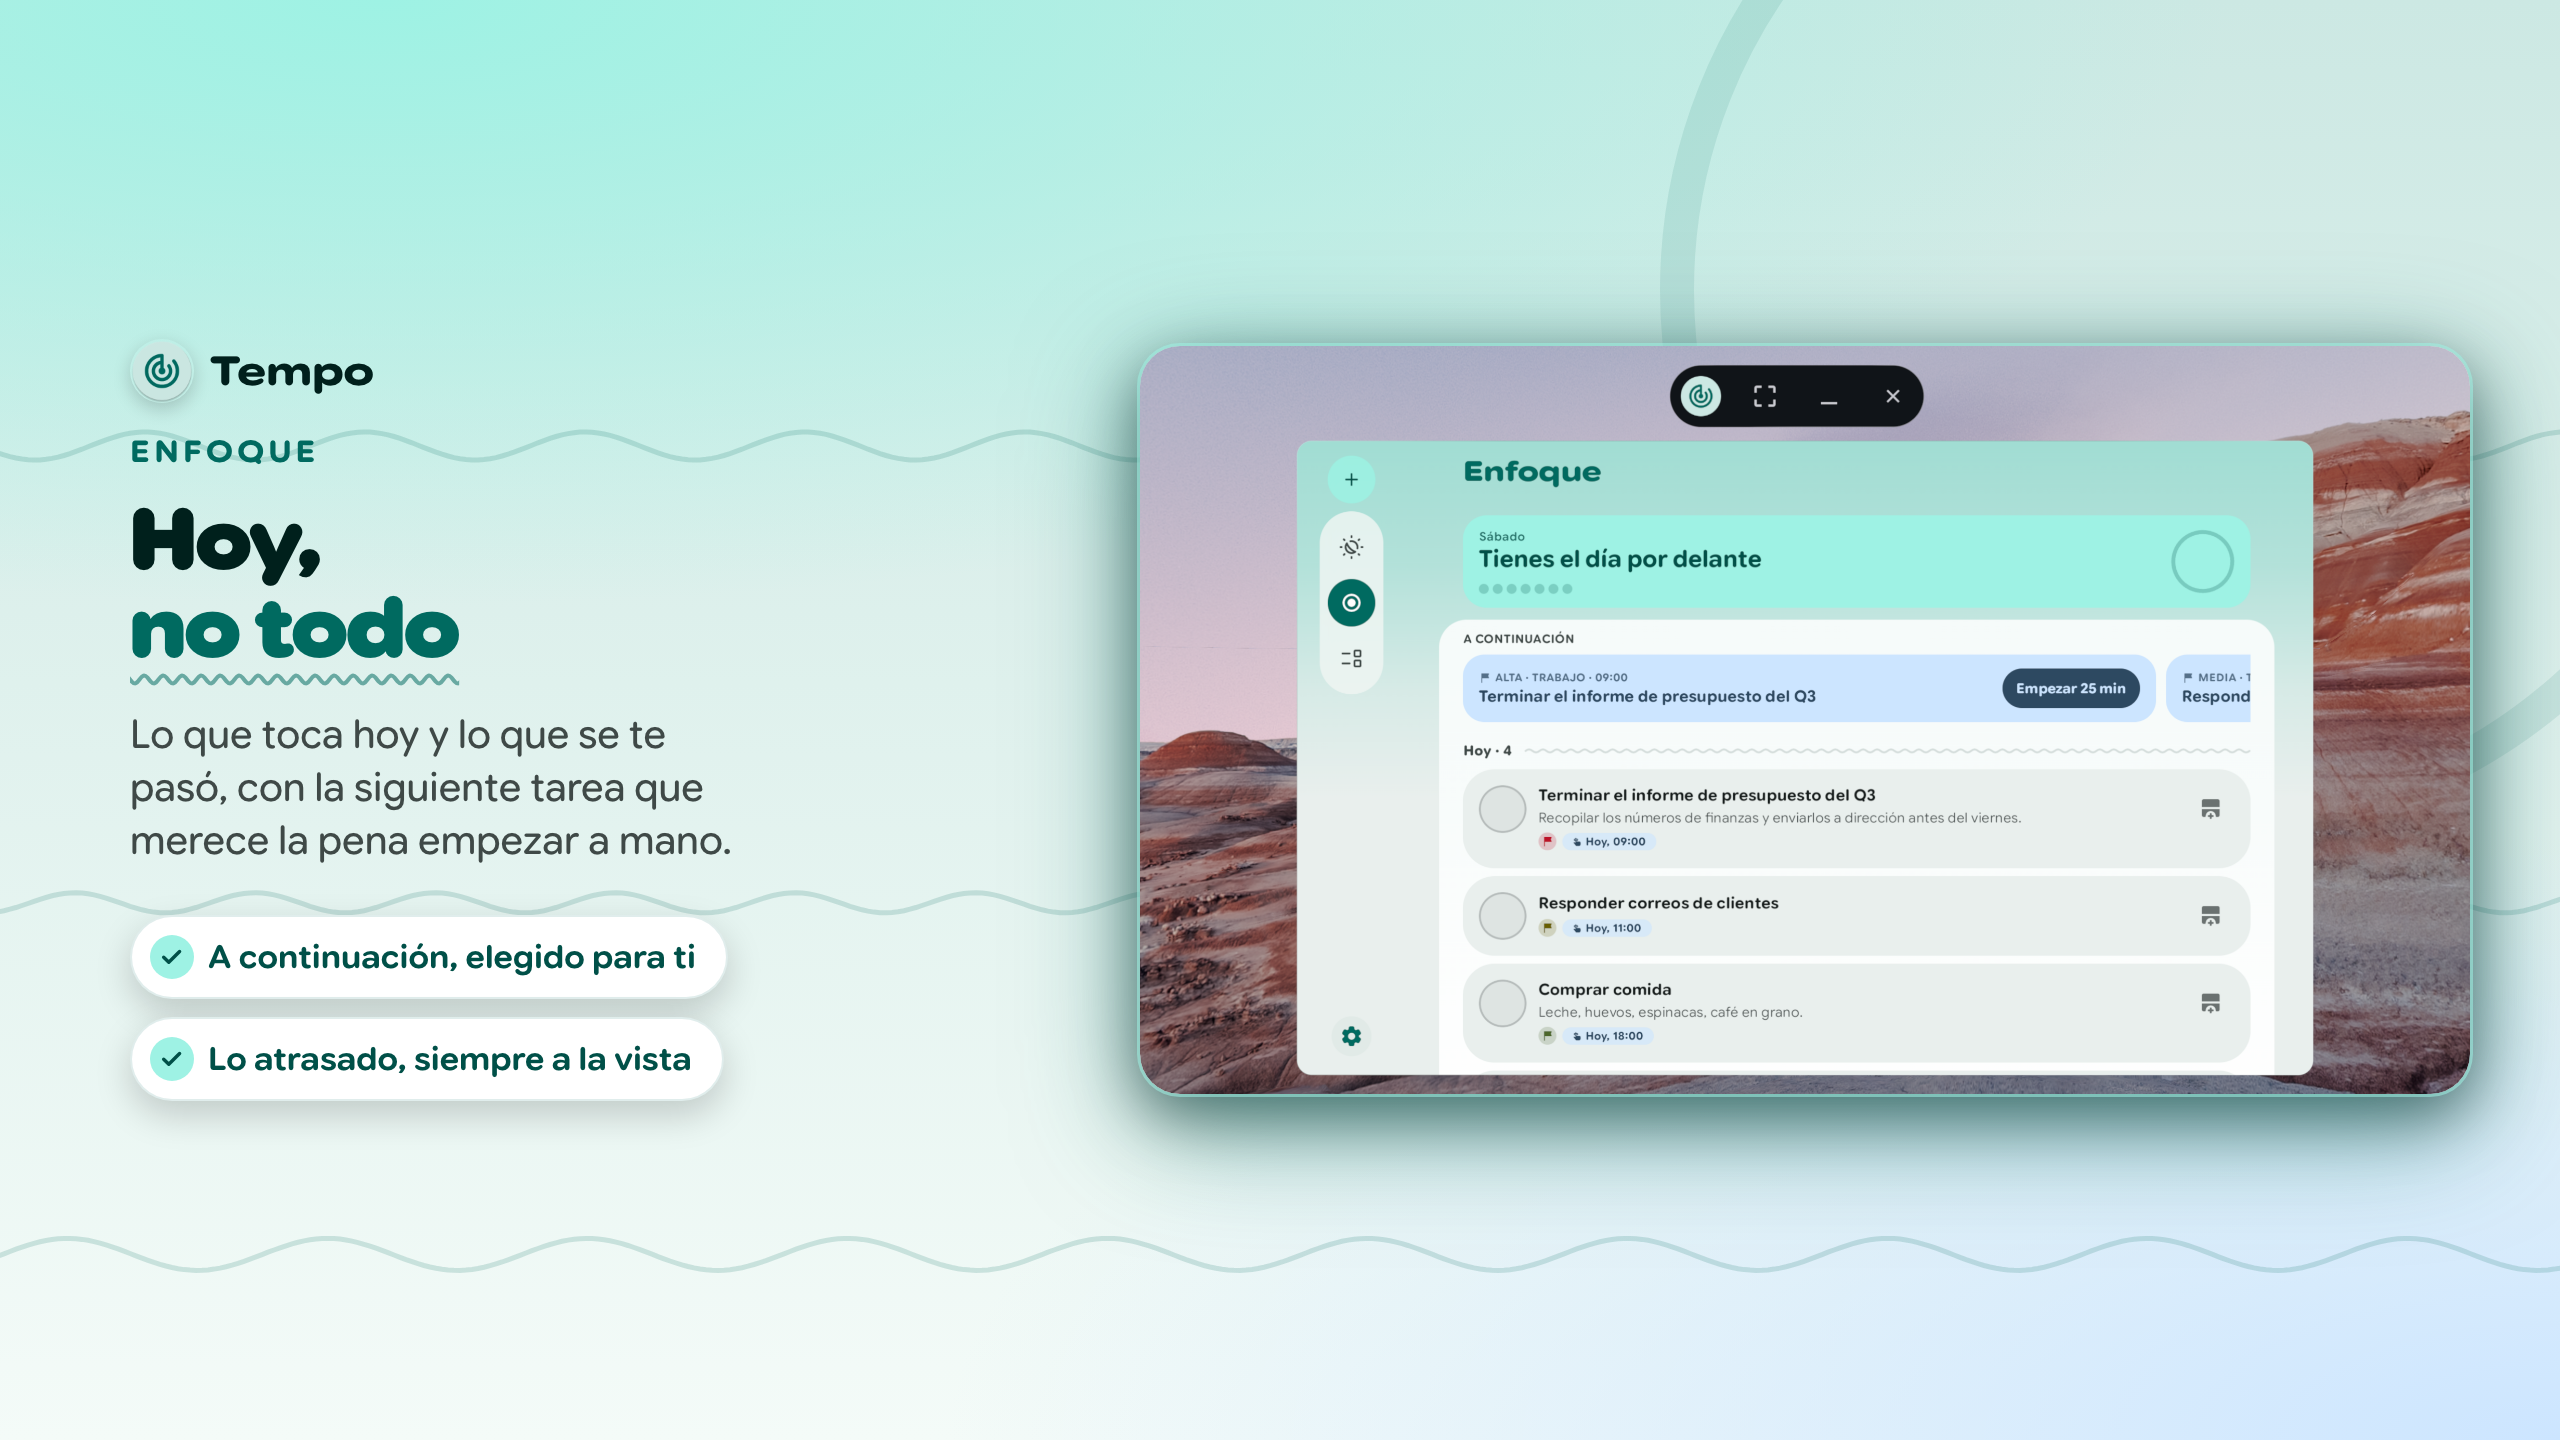 Tempo
ENFOQUE
Hoy,
no todo
Lo que toca hoy y lo que se te
pasó, con la siguiente tarea que
merece la pena empezar a mano.
A continuación, elegido para ti
Lo atrasado, siempre a la vista
Enfoque
Sábado
Tienes el día por delante
A CONTINUACIÓN
ALTA · TRABAJO · 09:00
Terminar el informe de presupuesto del Q3
Empezar 25 min
MEDIA · T
Respond
Hoy · 4
Terminar el informe de presupuesto del Q3
Recopilar los números de finanzas y enviarlos a dirección antes del viernes.
Hoy, 09:00
Responder correos de clientes
Hoy, 11:00
Comprar comida
Leche, huevos, espinacas, café en grano.
Hoy, 18:00